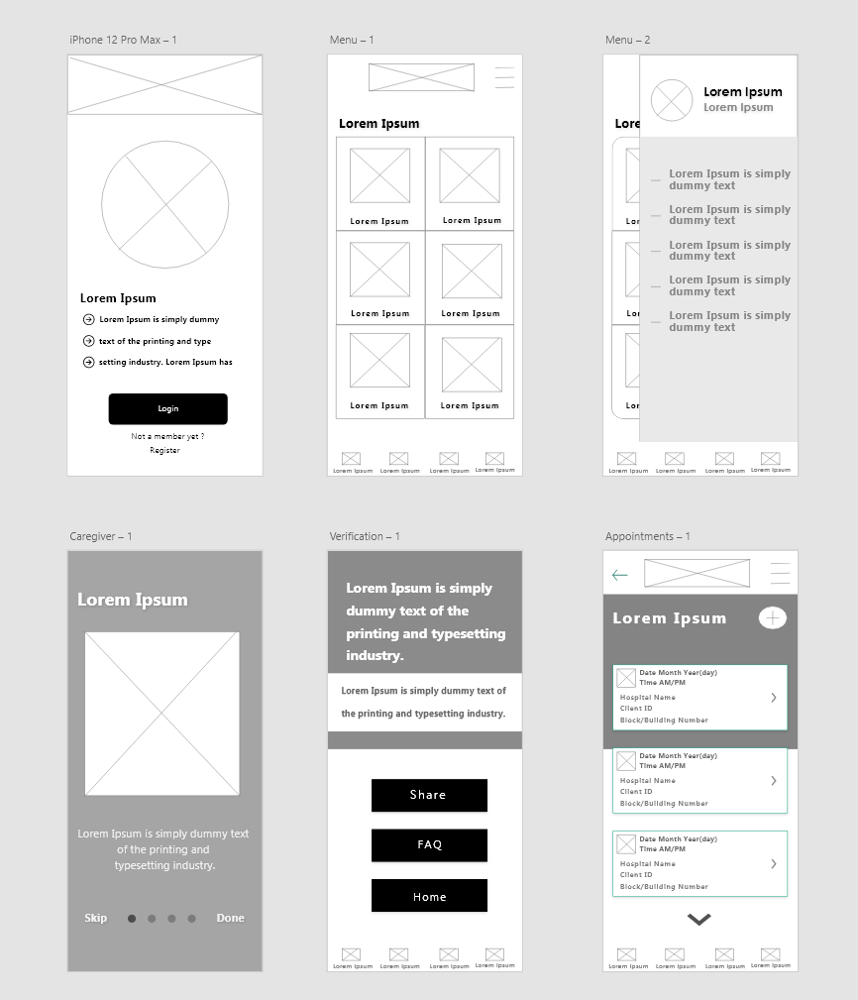 iPhone 12 Pro Max – 1
Lorem Ipsum
Lorem Ipsum is simply dummy
text of the printing and type
setting industry. Lorem Ipsum has
Login
Not a member yet ?
Register
Menu – 1
Lorem Ipsum
Lorem Ipsum
Lorem Ipsum
Lorem Ipsum
Lorem Ipsum
Lorem Ipsum
Lorem Ipsum
Lorem Ipsum
Lorem Ipsum
Lorem Ipsum
Lorem Ipsum
Menu – 2
Lorem Ipsum
Lorem Ipsum
Lore
Lorem Ipsum is simply
dummy text
Lorem Ipsum is simply
dummy text
Lorem Ipsum is simply
dummy text
Lorem Ipsum is simply
dummy text
Lorem Ipsum is simply
dummy text
Lor
Lor
Lor
Lorem Ipsum
Lorem Ipsum
Lorem Ipsum
Lorem Ipsum
Caregiver – 1
Lorem Ipsum
Lorem Ipsum is simply dummy text
of the printing and
typesetting industry.
Skip
Done
Verification – 1
Lorem Ipsum is simply
dummy text of the
printing and typesetting
industry.
Lorem Ipsum is simply dummy text of
the printing and typesetting industry.
Share
FAQ
Home
Lorem Ipsum
Lorem Ipsum
Lorem Ipsum
Lorem Ipsum
Appointments – 1
Lorem Ipsum
Date Month Year(day)
Time AM/PM
Hospital Name
Client ID
Block/Building Number
Date Month Year(day)
Time AM/PM
Hospital Name
Client ID
Block/Building Number
Date Month Year(day)
Time AM/PM
Hospital Name
Client ID
Block/Building Number
Lorem Ipsum
Lorem Ipsum
Lorem Ipsum
Lorem Ipsum